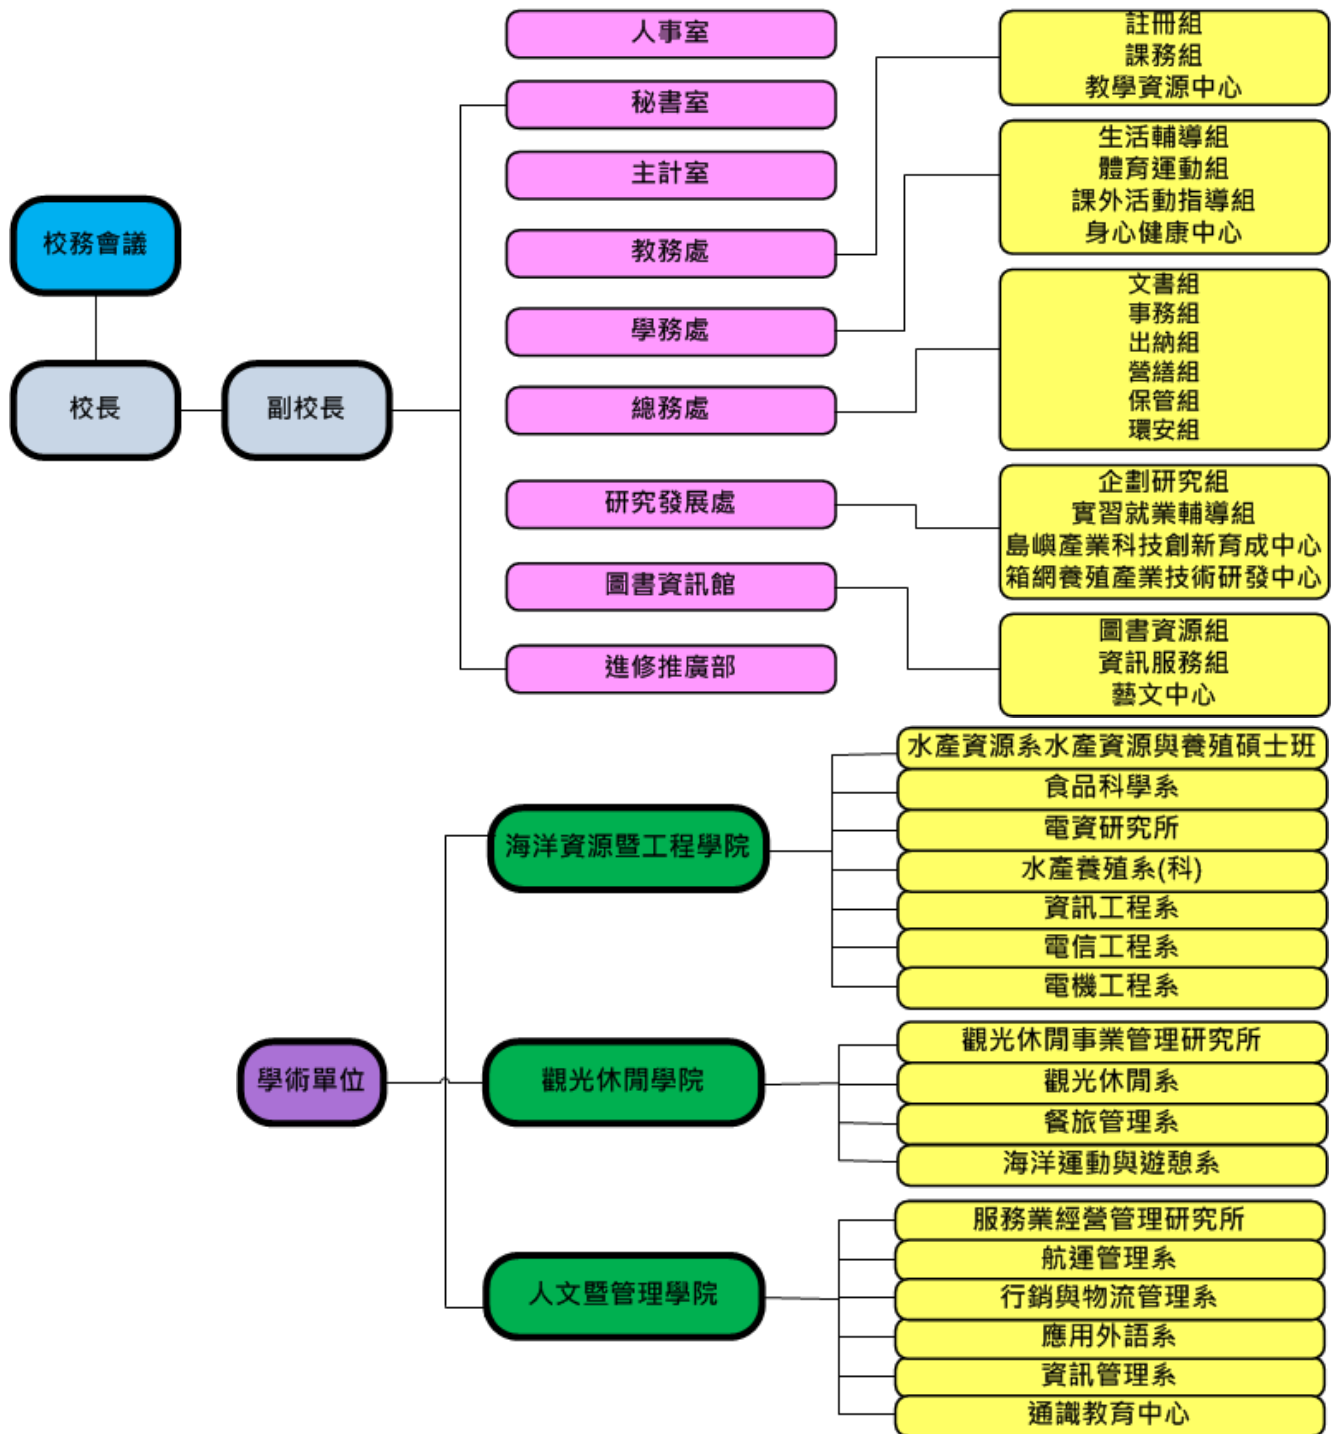 校務會議
校長
副校長
人事室
秘書室
主計室
教務處
學務處
總務處
研究發展處
圖書資訊館
進修推廣部
註冊組
課務組
教學資源中心
生活輔導組
體育運動組
課外活動指導組
身心健康中心
文書組
事務組
出納組
營繕組
保管組
環安組
企劃研究組
實習就業輔導組
島嶼產業科技創新育成中心
箱網養殖產業技術研發中心
圖書資源組
資訊服務組
藝文中心
學術單位
海洋資源暨工程學院
水產資源系水產資源與養殖碩士班
食品科學系
電資研究所
水產養殖系(科)
資訊工程系
電信工程系
電機工程系
觀光休閒學院
觀光休閒事業管理研究所
觀光休閒系
餐旅管理系
海洋運動與遊憩系
人文暨管理學院
服務業經營管理研究所
航運管理系
行銷與物流管理系
應用外語系
資訊管理系
通識教育中心